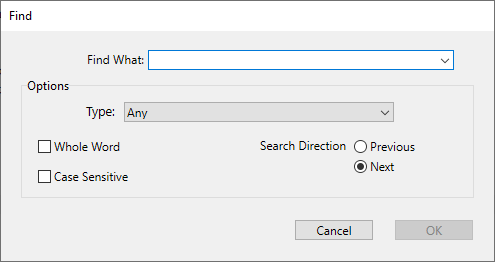 Find
Find What:
Options
Type: Any
Whole Word
Search Direction Previous
Next
Case Sensitive
Cancel OK